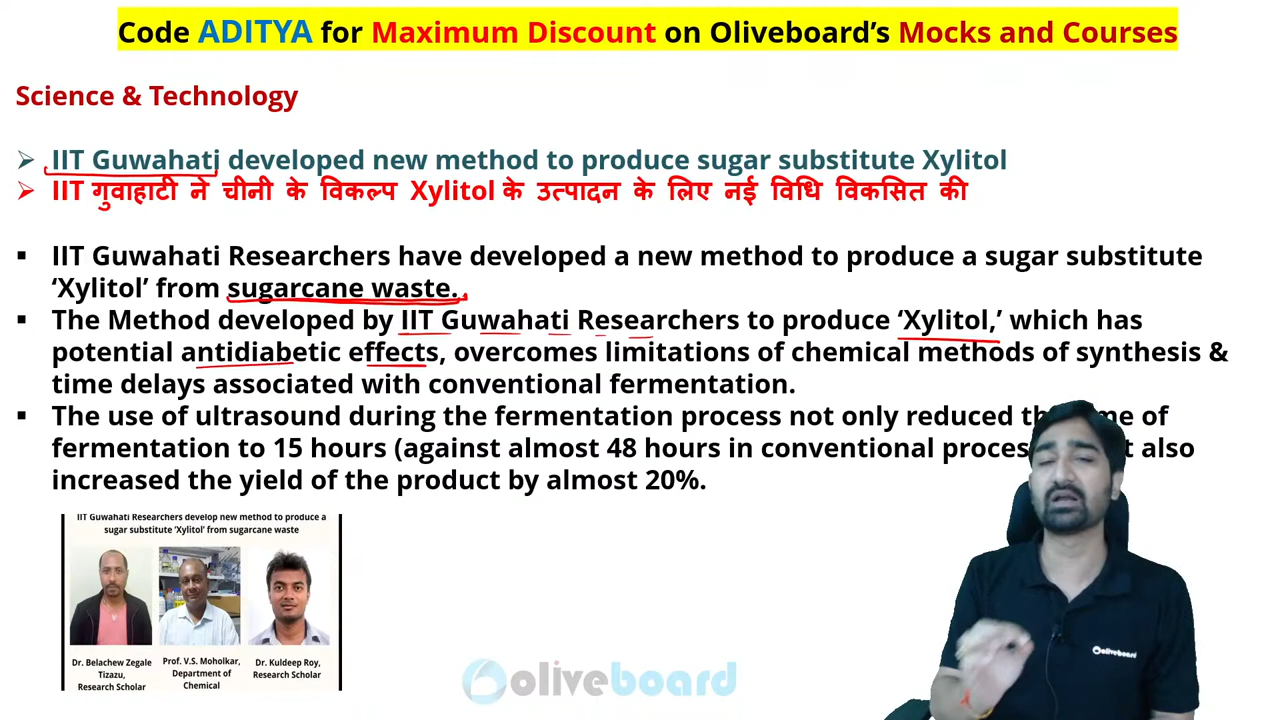 Code ADITYA for Maximum Discount on Oliveboard's Mocks and Courses
Science & Technology
IIT Guwahati developed new method to produce sugar substitute Xylitol
IIT गुवाहाटी ने चीनी के विकल्प Xylitol के उत्पादन के लिए नई विधि विकसित की
IIT Guwahati Researchers have developed a new method to produce a sugar substitute
‘Xylitol’ from sugarcane waste.
The Method developed by IIT Guwahati Researchers to produce ‘Xylitol,’ which has
potential antidiabetic effects, overcomes limitations of chemical methods of synthesis &
time delays associated with conventional fermentation.
The use of ultrasound during the fermentation process not only reduced of
fermentation to 15 hours (against almost 48 hours in conventional also
increased the yield of the product by almost 20%.
IIT Guwahati Researchers develop new method to produce a
sugar substitute ‘Xylitol’ from sugarcane waste
Dr. Belachew Zegale
Tizazu,
Research Scholar
Prof. V.S. Moholkar,
Department of
Chemical
Dr. Kuldeep Roy,
Research Scholar
oliveboard
oliveboard